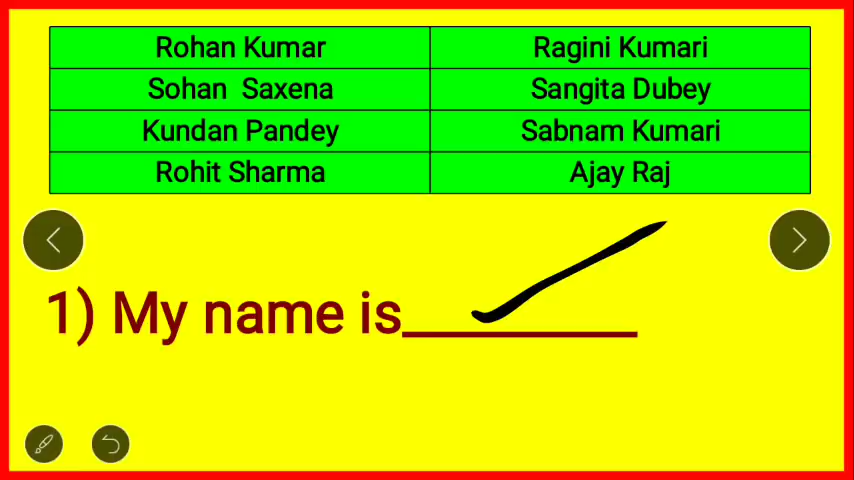 Rohan Kumar Ragini Kumari
Sohan Saxena Sangita Dubey
Kundan Pandey Sabnam Kumari
Rohit Sharma Ajay Raj
1) My name is________